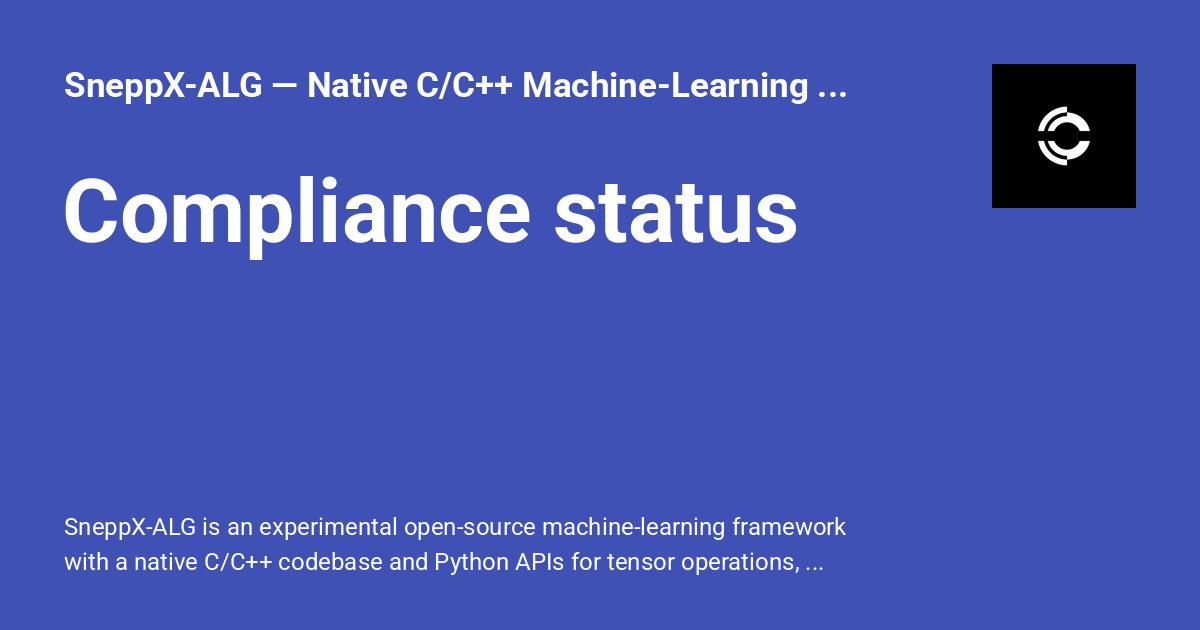 SneppX-ALG — Native C/C++ Machine-Learning ...
Compliance status
SneppX-ALG is an experimental open-source machine-learning framework
with a native C/C++ codebase and Python APIs for tensor operations, ...